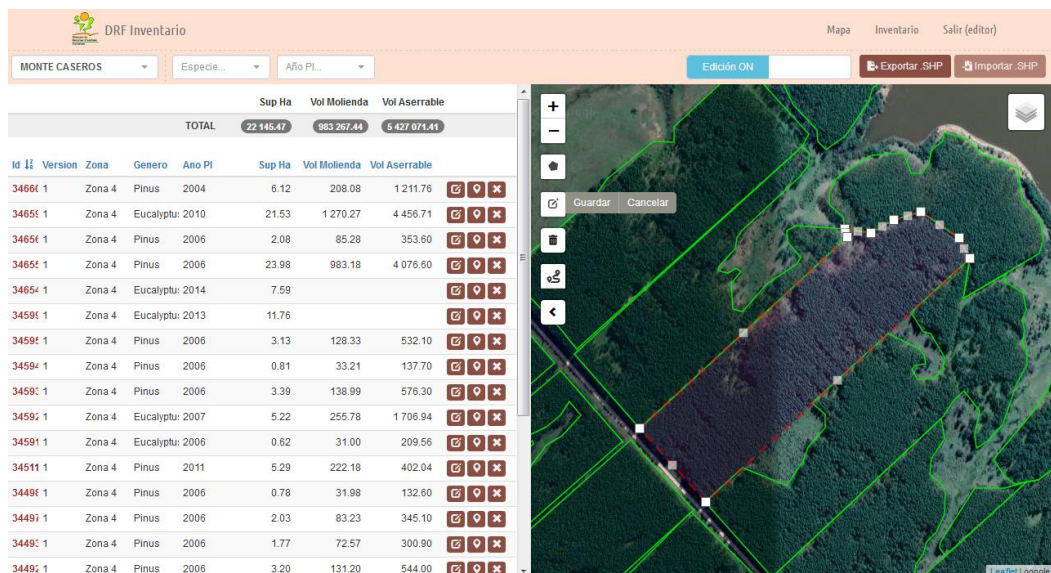 DRF Inventario
Mapa Inventario Salir (editor)
MONTE CASEROS Especie... Año Pl... Edición ON Exportar .SHP Importar .SHP
Sup Ha Vol Molienda Vol Aserrable
TOTAL 22 145.47 983 267.44 5 427 071.41
Id Version Zona Genero Ano Pl Sup Ha Vol Molienda Vol Aserrable
1 Zona 4 Pinus 2004 6.12 208.08 1 211.76
1 Zona 4 Eucalyptu 2010 21.53 1 270.27 4 456.71
1 Zona 4 Pinus 2006 2.08 85.28 353.60
1 Zona 4 Pinus 2006 23.98 983.18 4 076.60
1 Zona 4 Eucalyptu 2014 7.59
1 Zona 4 Eucalyptu 2013 11.76
1 Zona 4 Pinus 2006 3.13 128.33 532.10
1 Zona 4 Pinus 2006 0.81 33.21 137.70
1 Zona 4 Pinus 2006 3.39 138.99 576.30
1 Zona 4 Eucalyptu 2007 5.22 255.78 1 706.94
1 Zona 4 Eucalyptu 2006 0.62 31.00 209.56
1 Zona 4 Pinus 2011 5.29 222.18 402.04
1 Zona 4 Pinus 2006 0.78 31.98 132.60
1 Zona 4 Pinus 2006 2.03 83.23 345.10
1 Zona 4 Pinus 2006 1.77 72.57 300.90
1 Zona 4 Pinus 2006 3.20 131.20 544.00
+
−
Guardar Cancelar
Leaflet | google